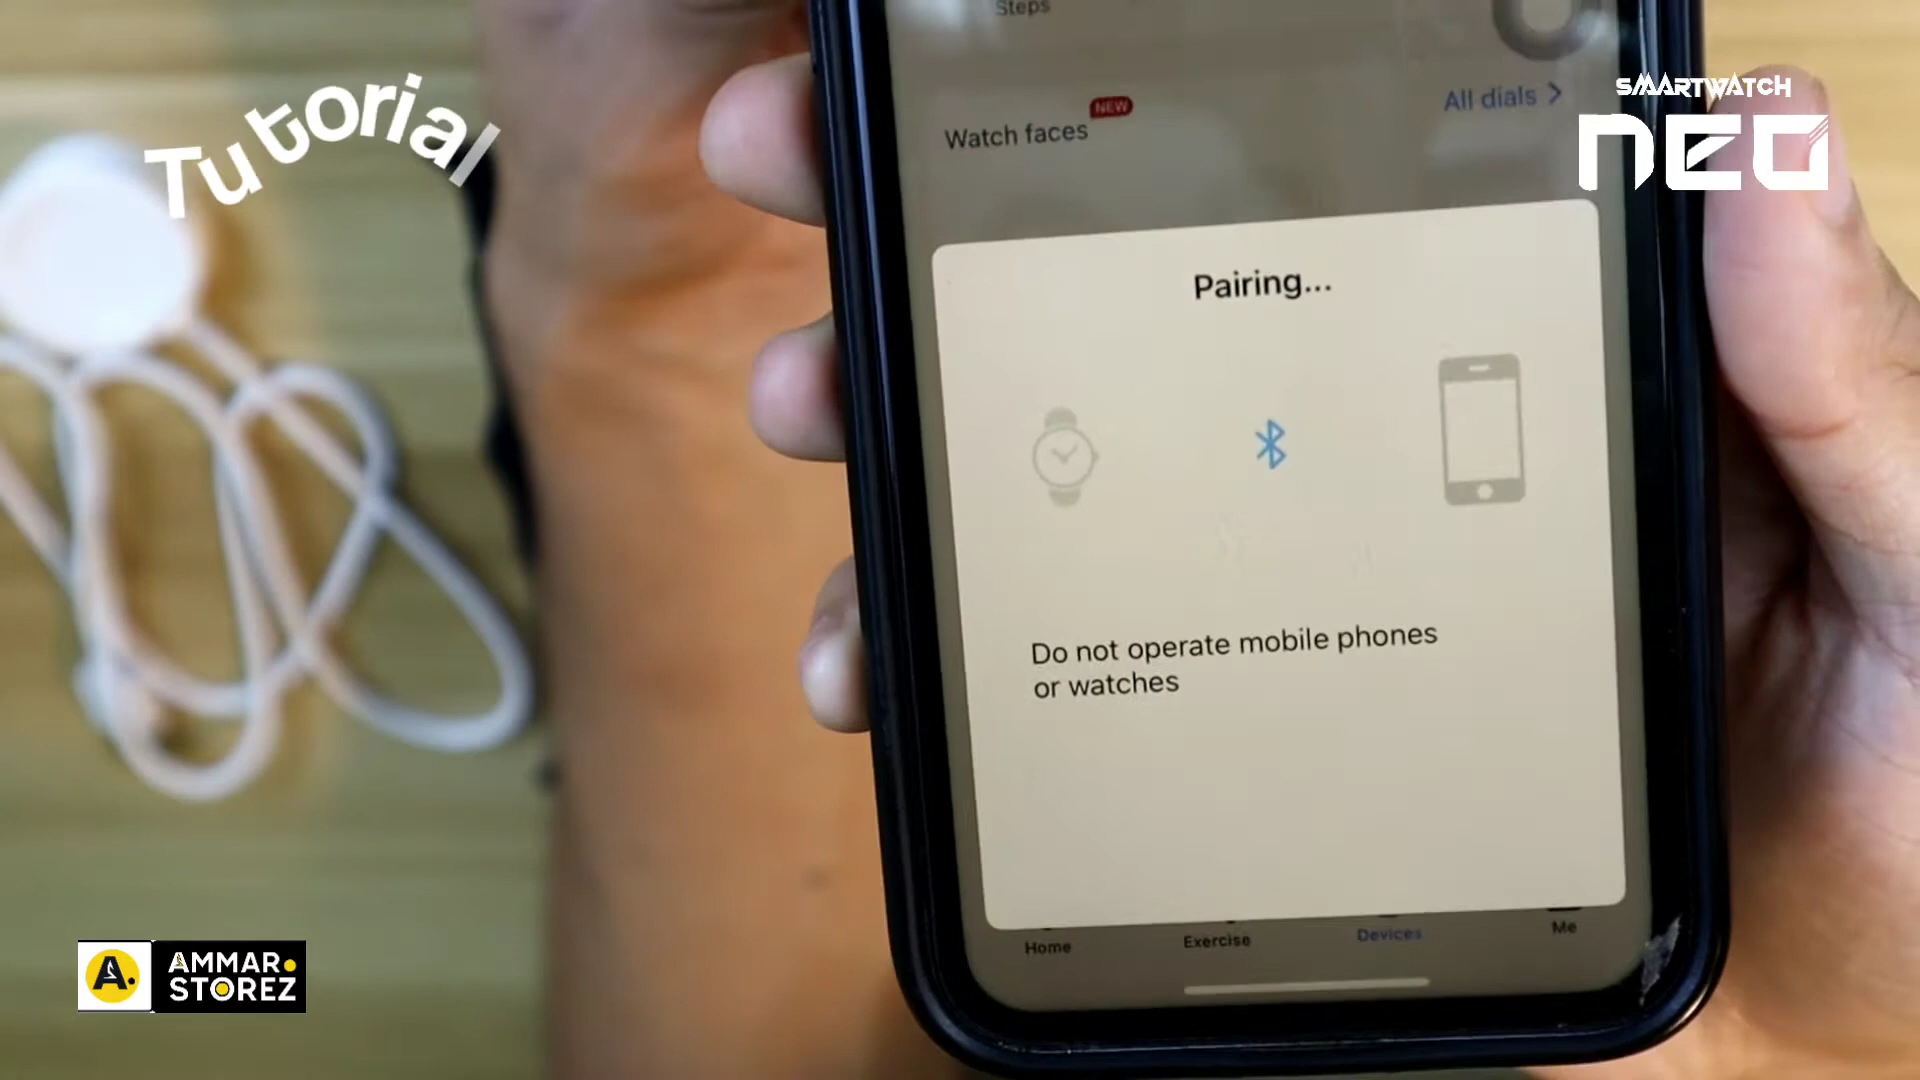 Tutorial
SMARTWATCH
NEO
Steps
Watch faces
NEW
All dials >
Pairing...
Do not operate mobile phones
or watches
Home
Exercise
Devices
Me
A.
AMMAR
STOREZ